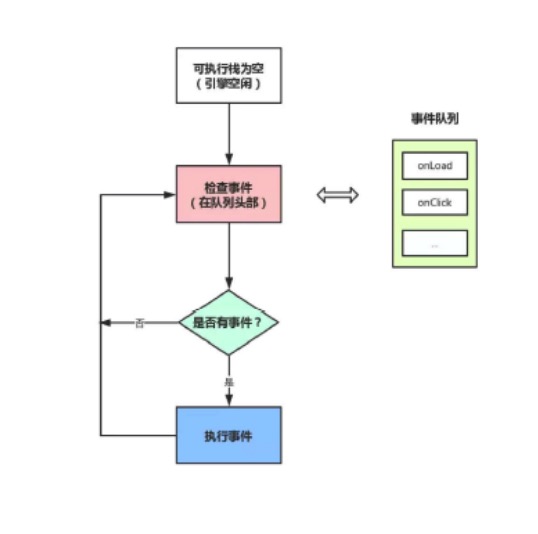 可执行栈为空
（引擎空闲）
事件队列
检查事件
（在队列头部）
onLoad
onClick
...
是否有事件？
否
是
执行事件